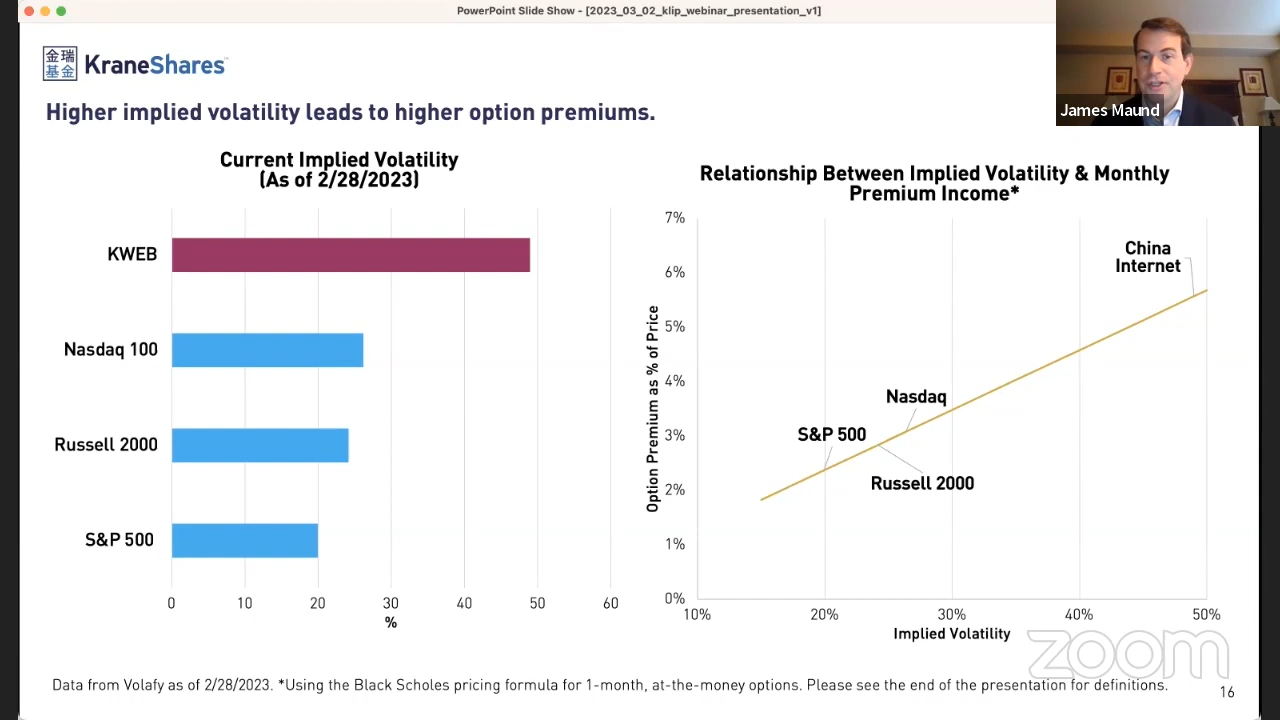 PowerPoint Slide Show - [2023_03_02_klip_webinar_presentation_v1]
金瑞
基金
KraneShares
James Maund
Higher implied volatility leads to higher option premiums.
Current Implied Volatility
(As of 2/28/2023)
KWEB
Nasdaq 100
Russell 2000
S&P 500
0 10 20 30 40 50 60
%
Relationship Between Implied Volatility & Monthly
Premium Income*
Option Premium as % of Price
7%
6%
5%
4%
3%
2%
1%
0%
China
Internet
Nasdaq
S&P 500
Russell 2000
10% 20% 30% 40% 50%
Implied Volatility
zoom
Data from Volafy as of 2/28/2023. *Using the Black Scholes pricing formula for 1-month, at-the-money options. Please see the end of the presentation for definitions.
16